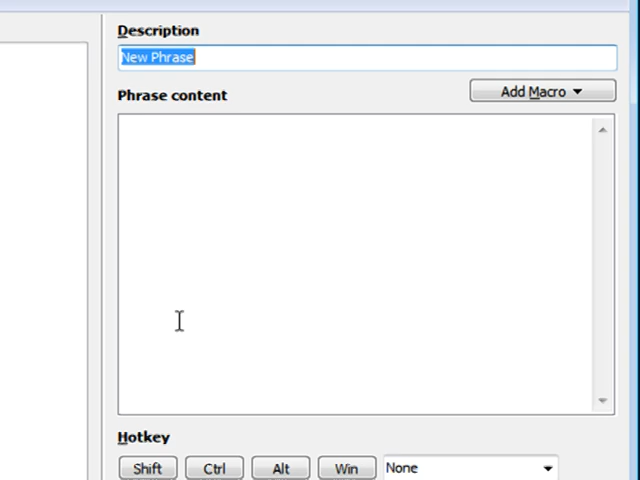 Description
New Phrase
Phrase content
Add Macro
Hotkey
Shift Ctrl Alt Win None